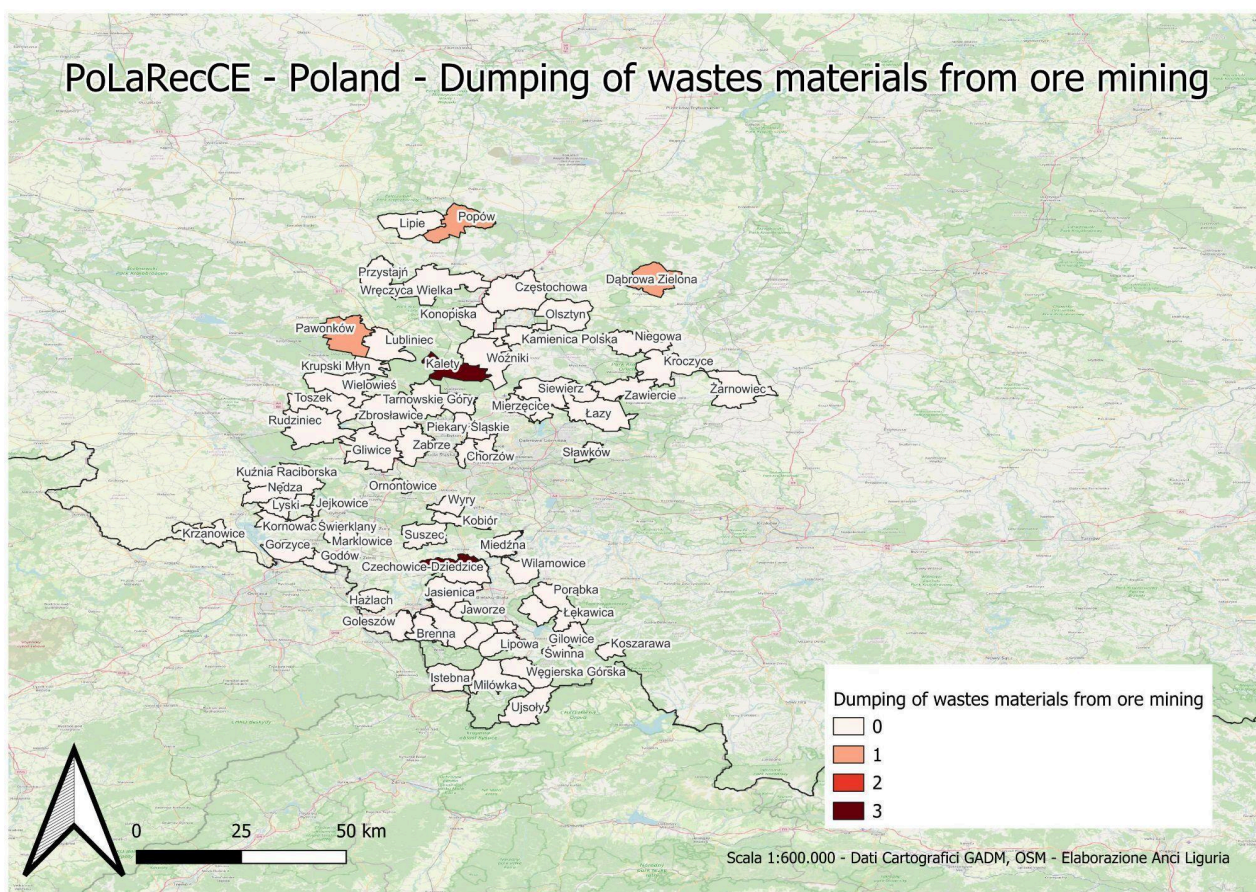 PoLaRecCE - Poland - Dumping of wastes materials from ore mining
Lipie
Popów
Przystajń
Wręczyca Wielka
Częstochowa
Dąbrowa Zielona
Konopiska
Olsztyn
Pawonków
Lubliniec
Kamienica Polska
Niegowa
Woźniki
Kalety
Kroczyce
Krupski Młyn
Wielowieś
Siewierz
Zawiercie
Żarnowiec
Toszek
Tarnowskie Góry
Mierzęcice
Łazy
Rudziniec
Zbrosławice
Piekary Śląskie
Gliwice
Zabrze
Chorzów
Sławków
Kuźnia Raciborska
Nędza
Ornontowice
Lyski
Jejkowice
Wyry
Kobiór
Krzanowice
Kornowac
Świerklany
Suszec
Marklowice
Gorzyce
Godów
Miedźna
Czechowice-Dziedzice
Wilamowice
Jasienica
Porąbka
Hażlach
Jaworze
Łękawica
Goleszów
Brenna
Lipowa
Gilowice
Świnna
Koszarawa
Istebna
Milówka
Węgierska Górska
Ujsoły
Dumping of wastes materials from ore mining
0
1
2
3
0 25 50 km
Scala 1:600.000 - Dati Cartografici GADM, OSM - Elaborazione Anci Liguria